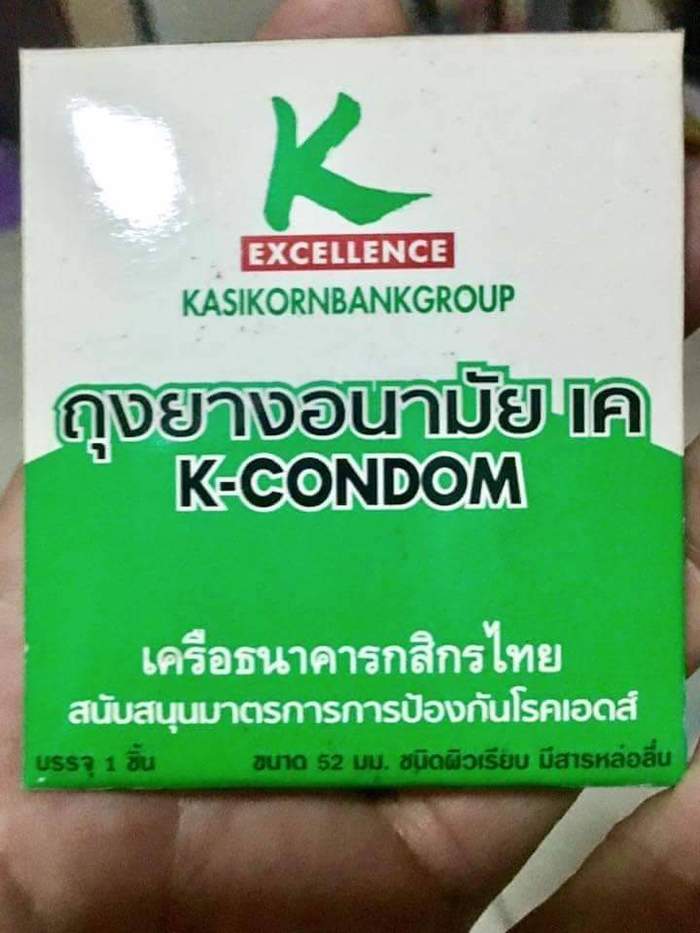 K
EXCELLENCE
KASIKORNBANKGROUP
ถุงยางอนามัย เค
K-CONDOM
เครือธนาคารกสิกรไทย
สนับสนุนมาตรการการป้องกันโรคเอดส์
บรรจุ 1 ชิ้น ขนาด 52 มม. ชนิดผิวเรียบ มีสารหล่อลื่น